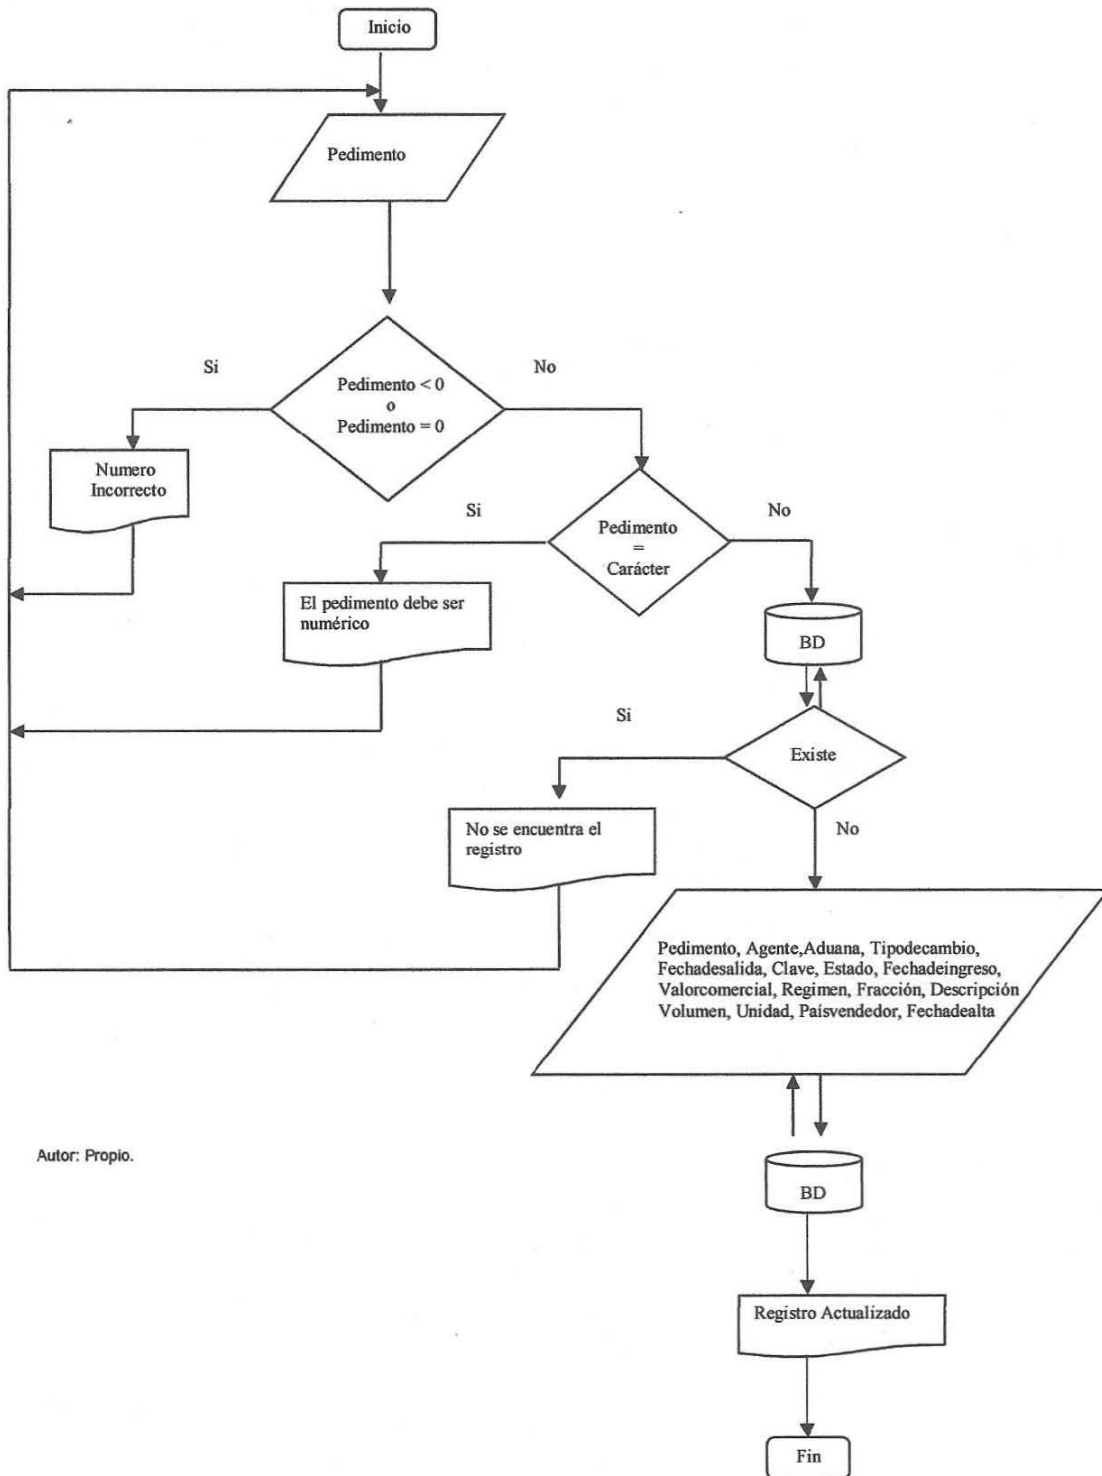 Inicio
Pedimento
Si
No
Pedimento < 0
o
Pedimento = 0
Numero
Incorrecto
Si
No
Pedimento
=
Carácter
El pedimento debe ser
numérico
BD
Si
Existe
No
No se encuentra el
registro
Pedimento, Agente,Aduana, Tipodecambio,
Fechadesalida, Clave, Estado, Fechadeingreso,
Valorcomercial, Regimen, Fracción, Descripción
Volumen, Unidad, Paísvendedor, Fechadealta
Autor: Propio.
BD
Registro Actualizado
Fin